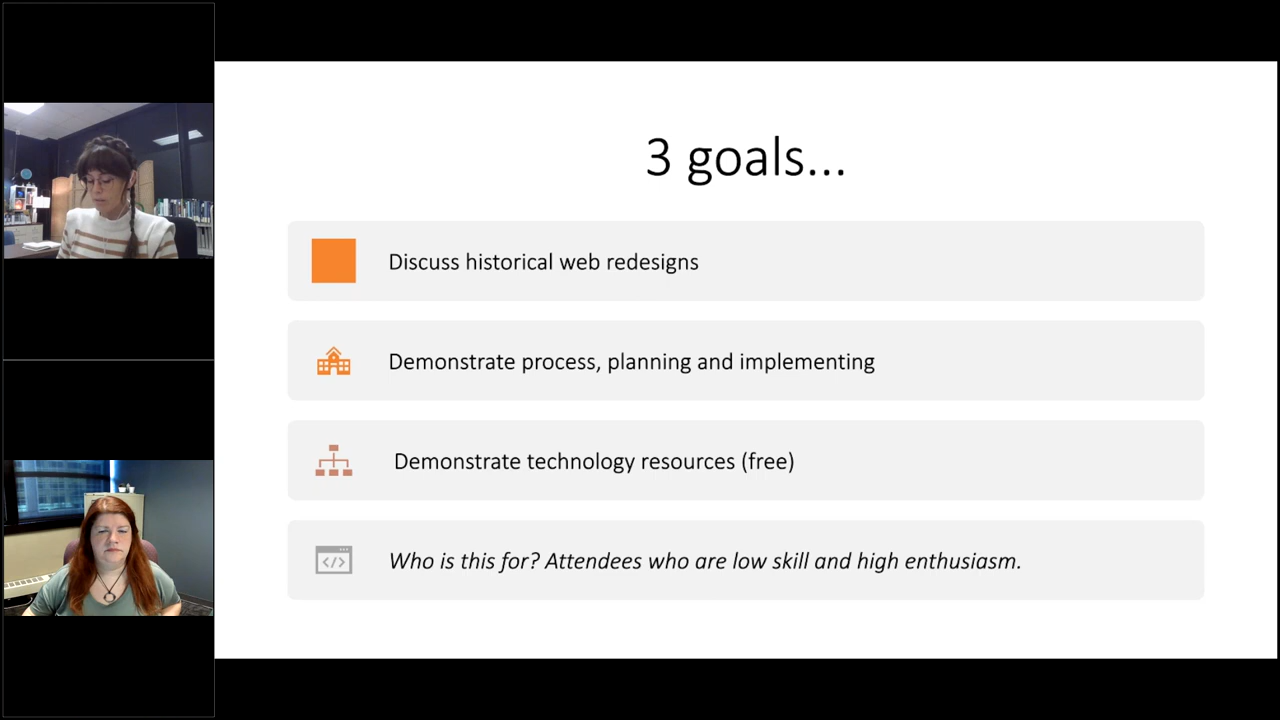 3 goals...
Discuss historical web redesigns
Demonstrate process, planning and implementing
Demonstrate technology resources (free)
Who is this for? Attendees who are low skill and high enthusiasm.